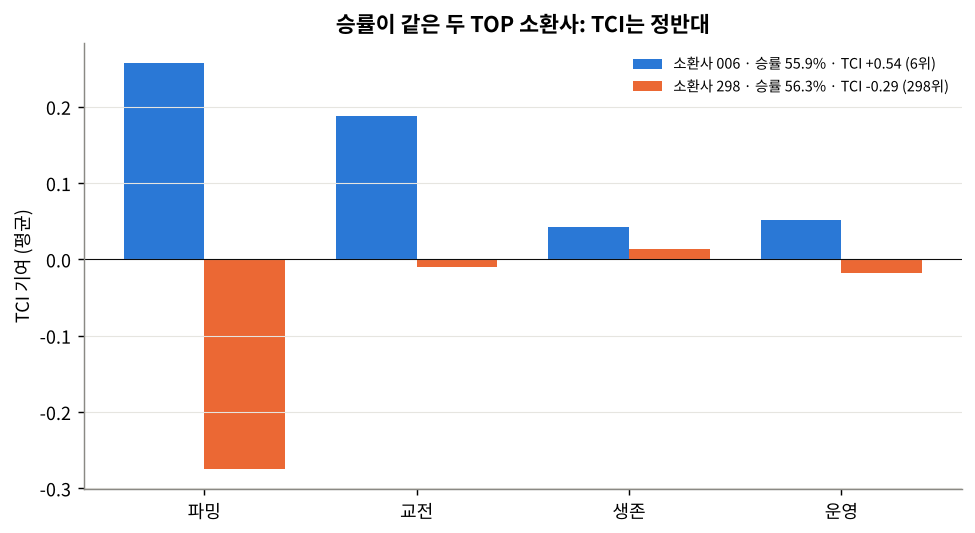 승률이 같은 두 TOP 소환사: TCI는 정반대
소환사 006 · 승률 55.9% · TCI +0.54 (6위)
소환사 298 · 승률 56.3% · TCI -0.29 (298위)
TCI 기여 (평균)
0.2
0.1
0.0
-0.1
-0.2
-0.3
파밍 교전 생존 운영